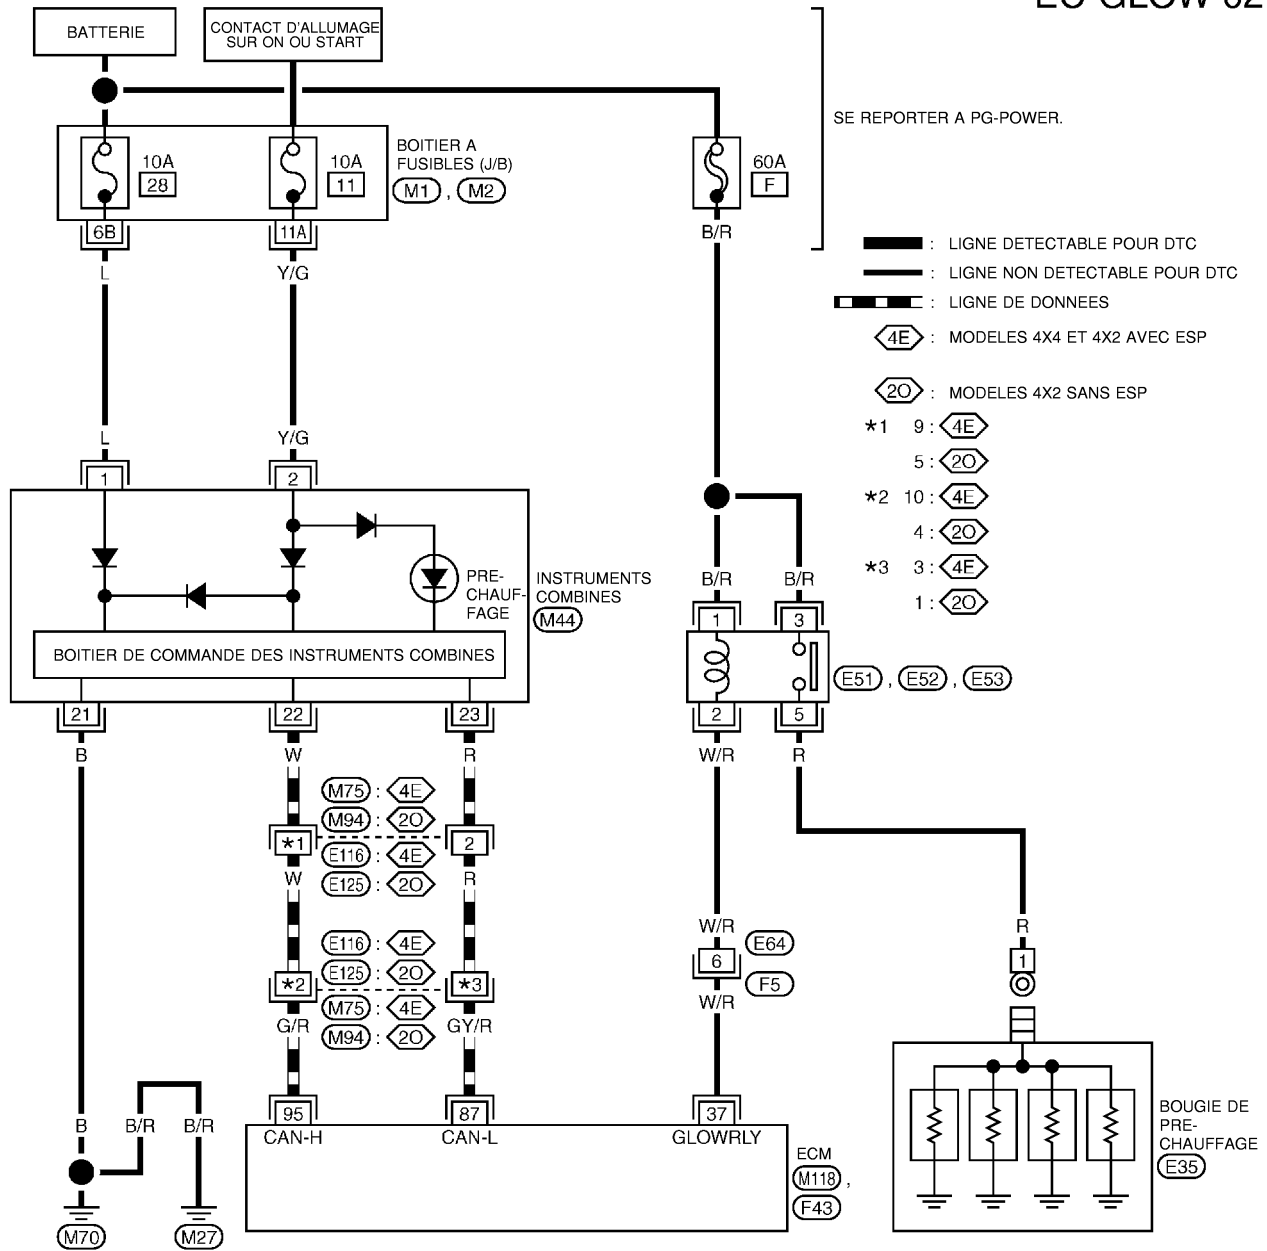 BATTERIE
CONTACT D'ALLUMAGE
SUR ON OU START
SE REPORTER A PG-POWER.
10A
28
10A
11
BOITIER A
FUSIBLES (J/B)
M1 , M2
60A
F
6B
11A
B/R
L
Y/G
: LIGNE DETECTABLE POUR DTC
: LIGNE NON DETECTABLE POUR DTC
: LIGNE DE DONNEES
4E : MODELES 4X4 ET 4X2 AVEC ESP
2O : MODELES 4X2 SANS ESP
*1 9 : 4E
5 : 2O
*2 10 : 4E
4 : 2O
*3 3 : 4E
1 : 2O
L
Y/G
1
2
PRE-
CHAUF-
FAGE
INSTRUMENTS
COMBINES
M44
BOITIER DE COMMANDE DES INSTRUMENTS COMBINES
B/R
B/R
1
3
E51 , E52 , E53
21
22
23
2
5
B
W
R
W/R
R
M75 : 4E
M94 : 2O
*1
2
E116 : 4E
E125 : 2O
W
R
E116 : 4E
E125 : 2O
*2
*3
M75 : 4E
M94 : 2O
G/R
GY/R
W/R
E64
6
F5
W/R
R
1
95
87
37
CAN-H
CAN-L
GLOWRLY
ECM
M118 ,
F43
B
B/R
B/R
M70
M27
BOUGIE DE
PRE-
CHAUFFAGE
E35